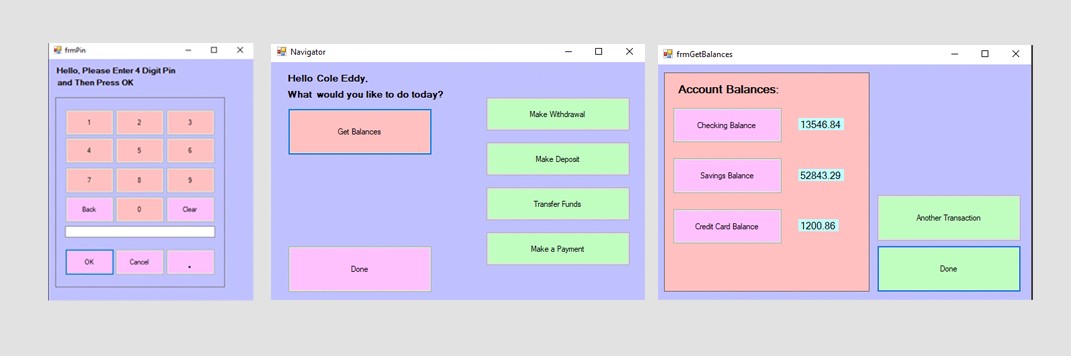 frmPin
Hello, Please Enter 4 Digit Pin
and Then Press OK
1 2 3
4 5 6
7 8 9
Back 0 Clear
OK Cancel .
Navigator
Hello Cole Eddy,
What would you like to do today?
Get Balances
Make Withdrawal
Make Deposit
Transfer Funds
Make a Payment
Done
frmGetBalances
Account Balances:
Checking Balance 13546.84
Savings Balance 52843.29
Credit Card Balance 1200.86
Another Transaction
Done